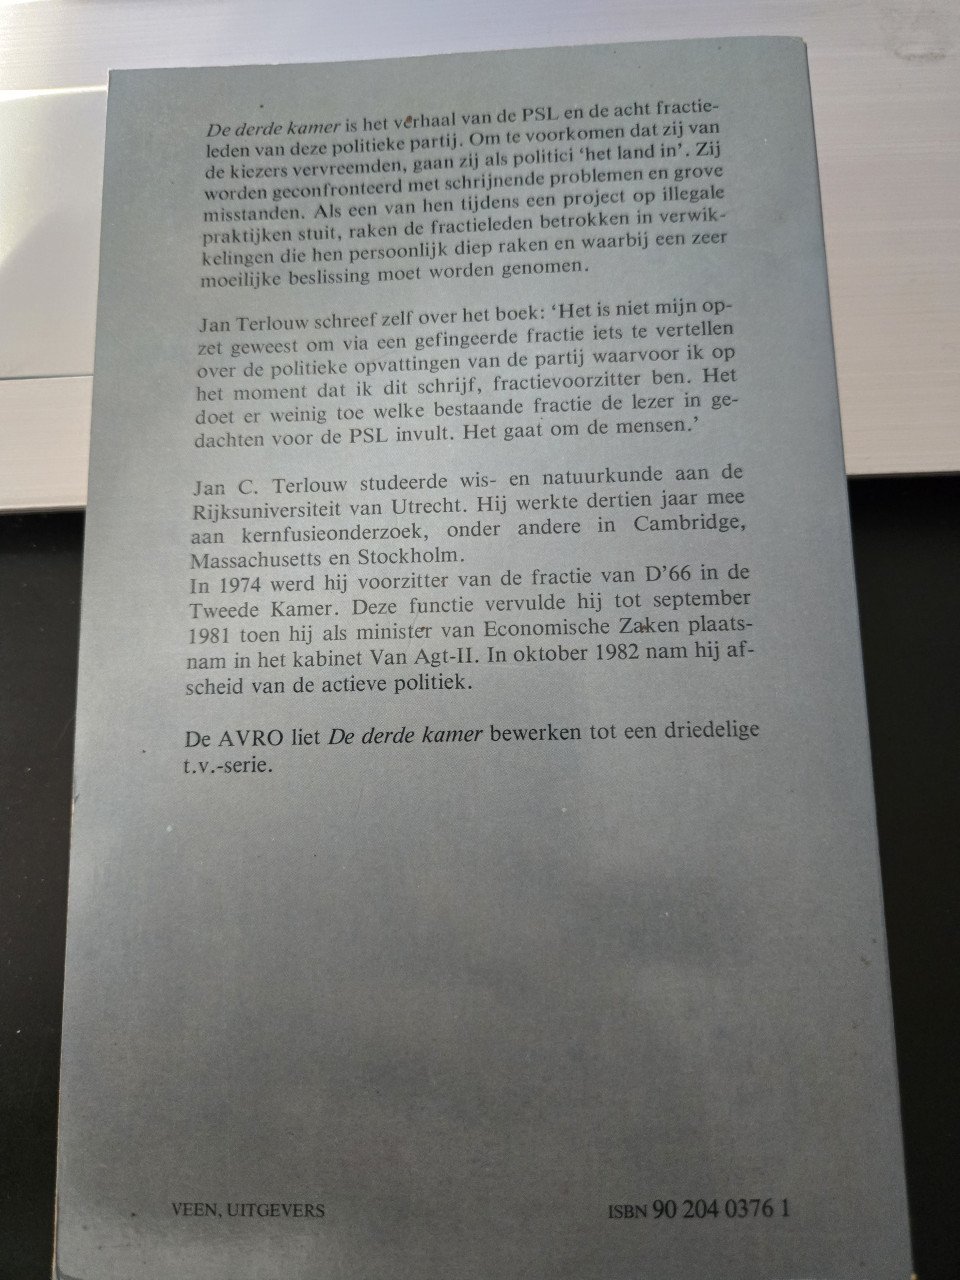 De derde kamer is het verhaal van de PSL en de acht fractie-
leden van deze politieke partij. Om te voorkomen dat zij van
de kiezers vervreemden, gaan zij als politici ‘het land in’. Zij
worden geconfronteerd met schrijnende problemen en grove
misstanden. Als een van hen tijdens een project op illegale
praktijken stuit, raken de fractieleden betrokken in verwik-
kelingen die hen persoonlijk diep raken en waarbij een zeer
moeilijke beslissing moet worden genomen.
Jan Terlouw schreef zelf over het boek: ‘Het is niet mijn op-
zet geweest om via een gefingeerde fractie iets te vertellen
over de politieke opvattingen van de partij waarvoor ik op
het moment dat ik dit schrijf, fractievoorzitter ben. Het
doet er weinig toe welke bestaande fractie de lezer in ge-
dachten voor de PSL invult. Het gaat om de mensen.’
Jan C. Terlouw studeerde wis- en natuurkunde aan de
Rijksuniversiteit van Utrecht. Hij werkte dertien jaar mee
aan kernfusieonderzoek, onder andere in Cambridge,
Massachusetts en Stockholm.
In 1974 werd hij voorzitter van de fractie van D’66 in de
Tweede Kamer. Deze functie vervulde hij tot september
1981 toen hij als minister van Economische Zaken plaats-
nam in het kabinet Van Agt-II. In oktober 1982 nam hij af-
scheid van de actieve politiek.
De AVRO liet De derde kamer bewerken tot een driedelige
t.v.-serie.
VEEN, UITGEVERS
ISBN 90 204 0376 1